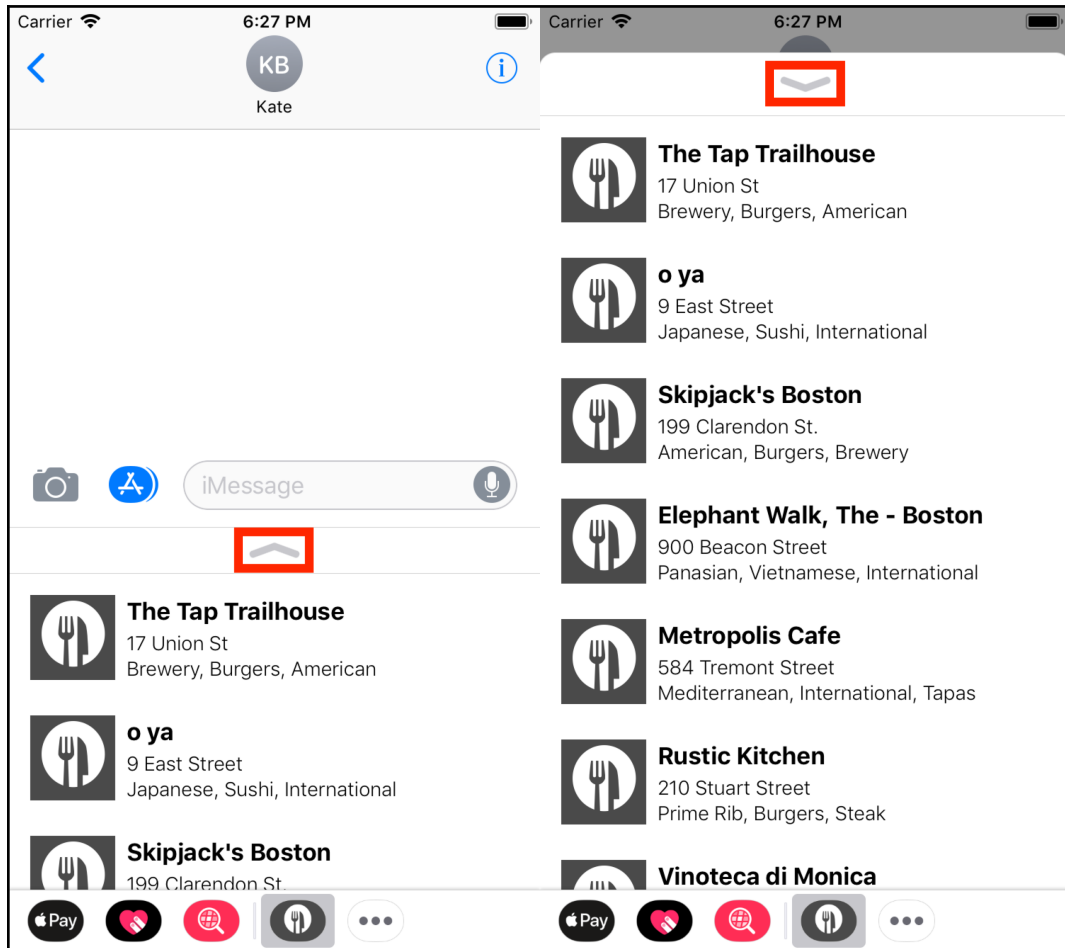 Carrier 6:27 PM
KB
Kate
iMessage
The Tap Trailhouse
17 Union St
Brewery, Burgers, American
o ya
9 East Street
Japanese, Sushi, International
Skipjack's Boston
199 Clarendon St.
Pay
Carrier 6:27 PM
The Tap Trailhouse
17 Union St
Brewery, Burgers, American
o ya
9 East Street
Japanese, Sushi, International
Skipjack's Boston
199 Clarendon St.
American, Burgers, Brewery
Elephant Walk, The - Boston
900 Beacon Street
Panasian, Vietnamese, International
Metropolis Cafe
584 Tremont Street
Mediterranean, International, Tapas
Rustic Kitchen
210 Stuart Street
Prime Rib, Burgers, Steak
Vinoteca di Monica
Pay